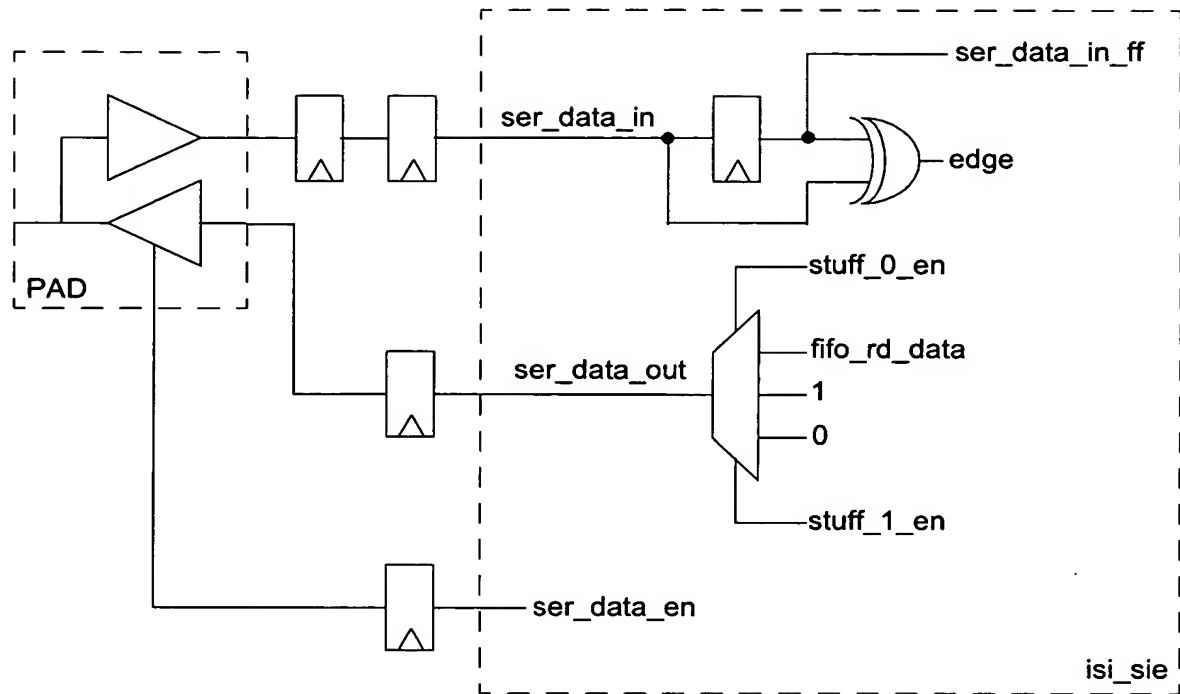 ser_data_in_ff
ser_data_in
edge
PAD
stuff_0_en
fifo_rd_data
ser_data_out
1
0
stuff_1_en
ser_data_en
isi_sie